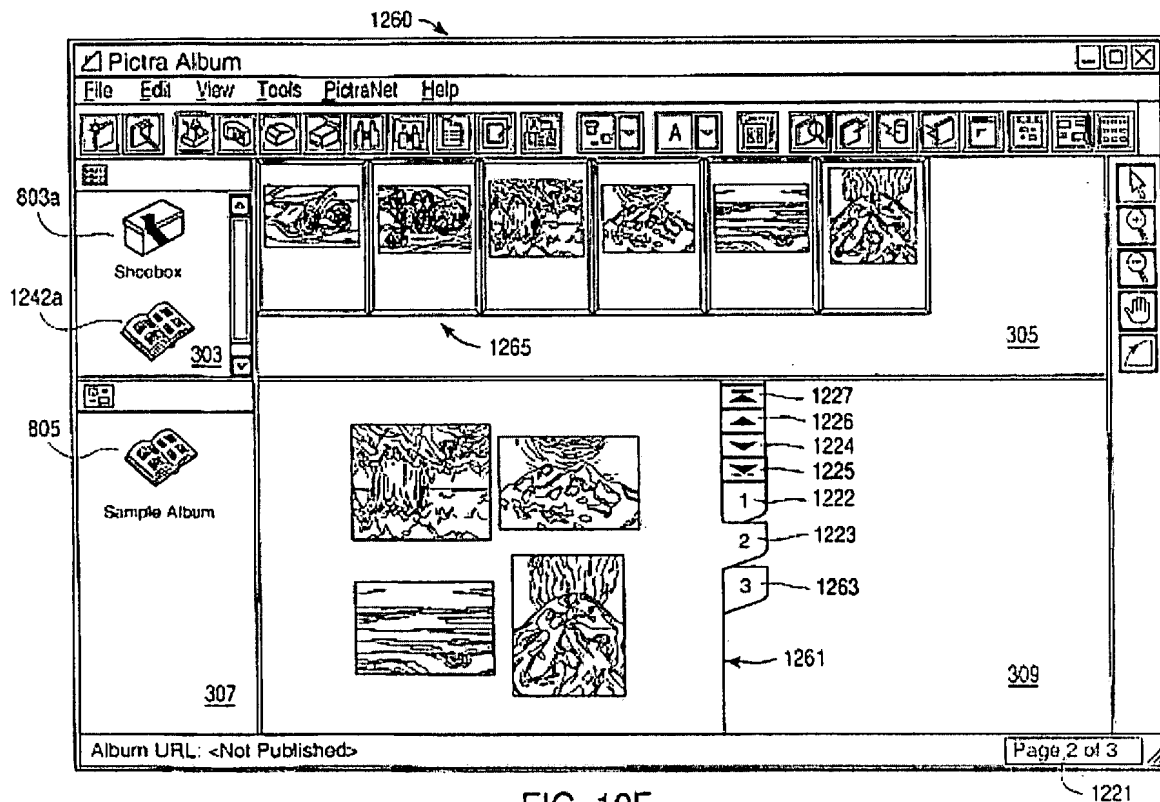 1260
Pictra Album
File Edit View Tools PictraNet Help
A
803a
Shoebox
1242a
303
1265
305
805
Sample Album
307
1227
1226
1224
1225
1 1222
2 1223
3 1263
1261
309
Album URL: <Not Published>
Page 2 of 3
1221